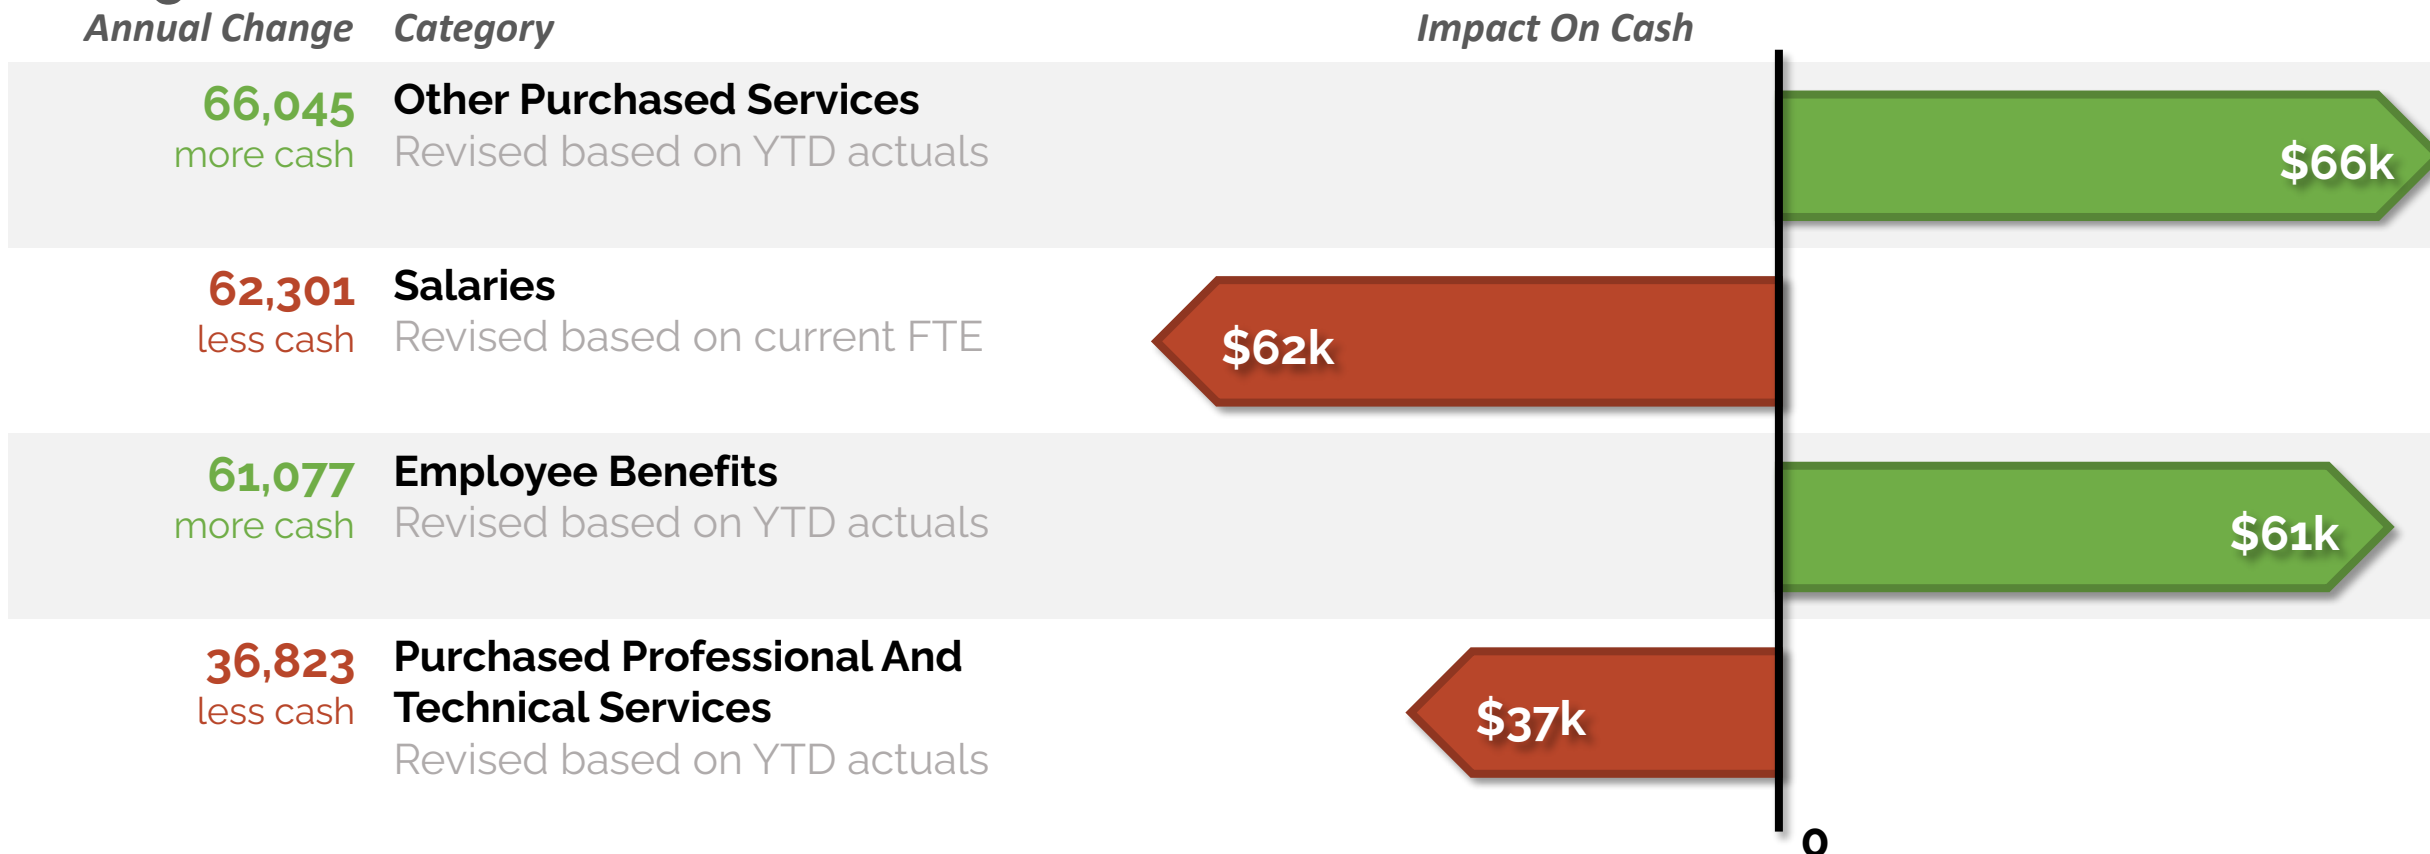 Annual Change Category Impact On Cash
66,045 Other Purchased Services
more cash Revised based on YTD actuals
$66k
62,301 Salaries
less cash Revised based on current FTE
$62k
61,077 Employee Benefits
more cash Revised based on YTD actuals
$61k
36,823 Purchased Professional And
less cash Technical Services
Revised based on YTD actuals
$37k
0